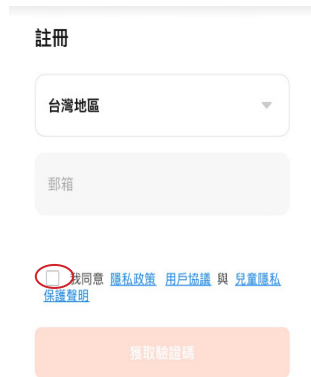 註冊
台灣地區
郵箱
我同意 隱私政策 用戶協議 與 兒童隱私
保護聲明
獲取驗證碼